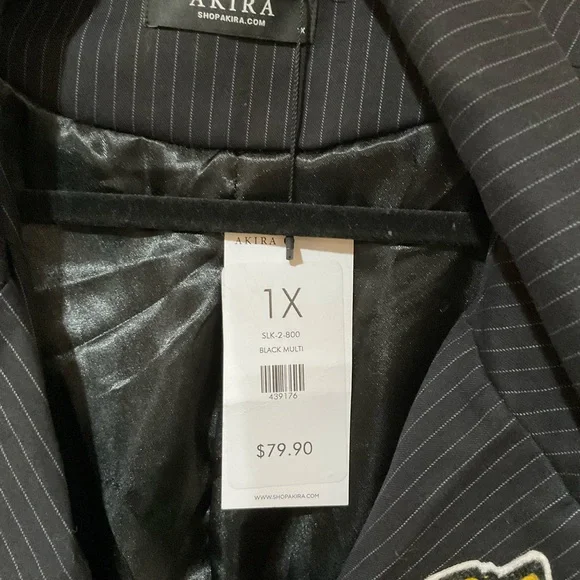 AKIRA
SHOPAKIRA.COM
AKIRA
1X
SLK-2-800
BLACK MULTI
439176
$79.90
WWW.SHOPAKIRA.COM